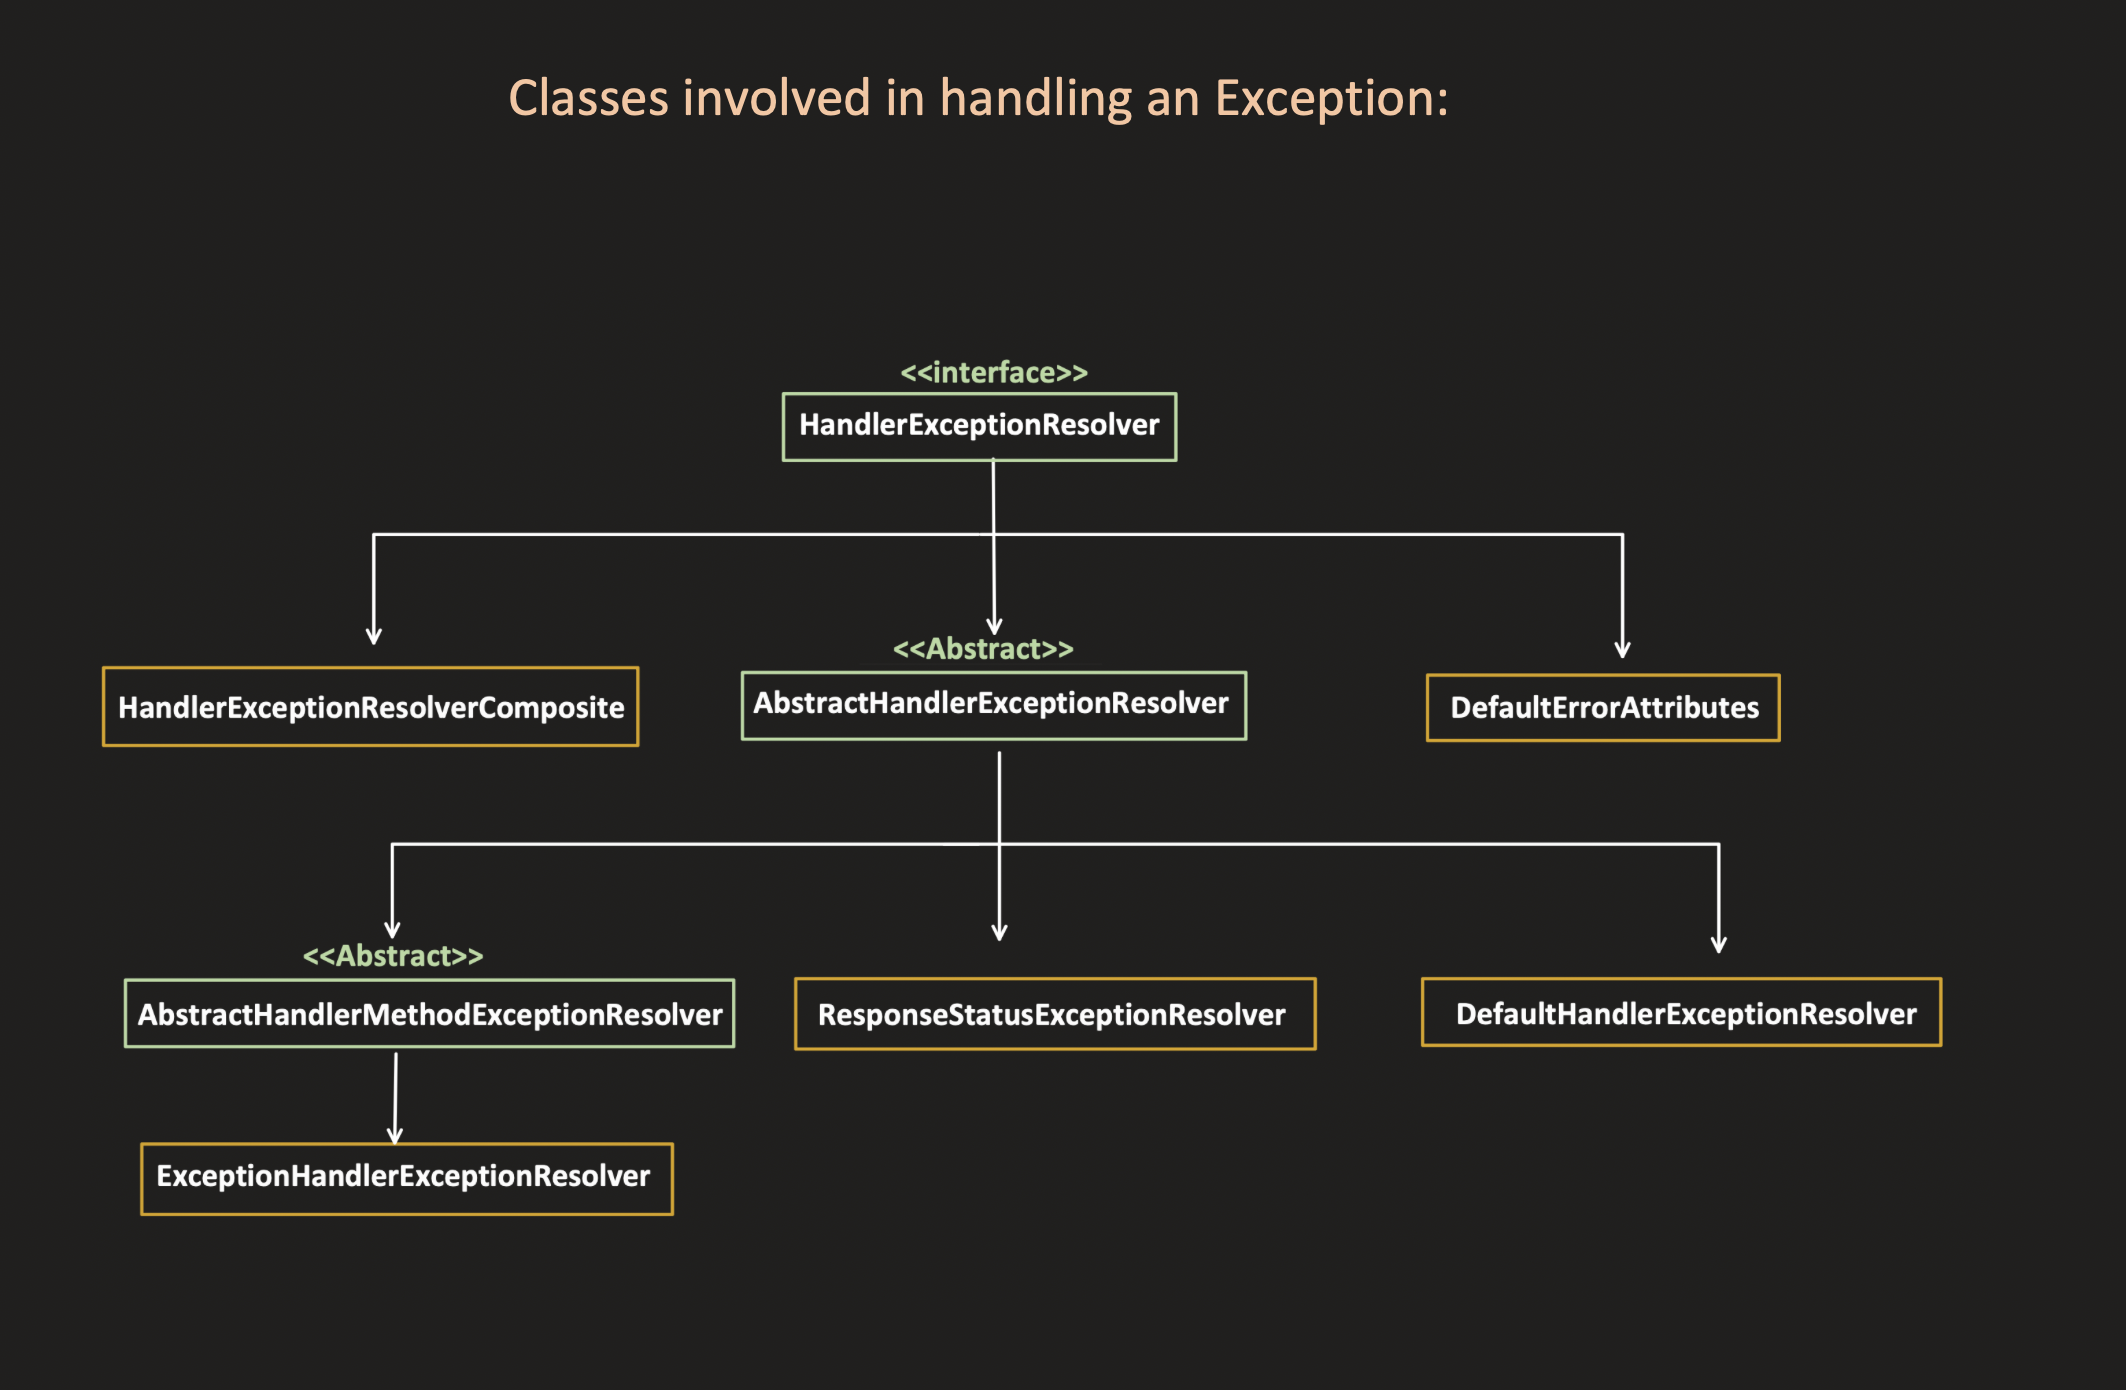 Classes involved in handling an Exception:
<<interface>>
HandlerExceptionResolver
HandlerExceptionResolverComposite
<<Abstract>>
AbstractHandlerExceptionResolver
DefaultErrorAttributes
<<Abstract>>
AbstractHandlerMethodExceptionResolver
ResponseStatusExceptionResolver
DefaultHandlerExceptionResolver
ExceptionHandlerExceptionResolver